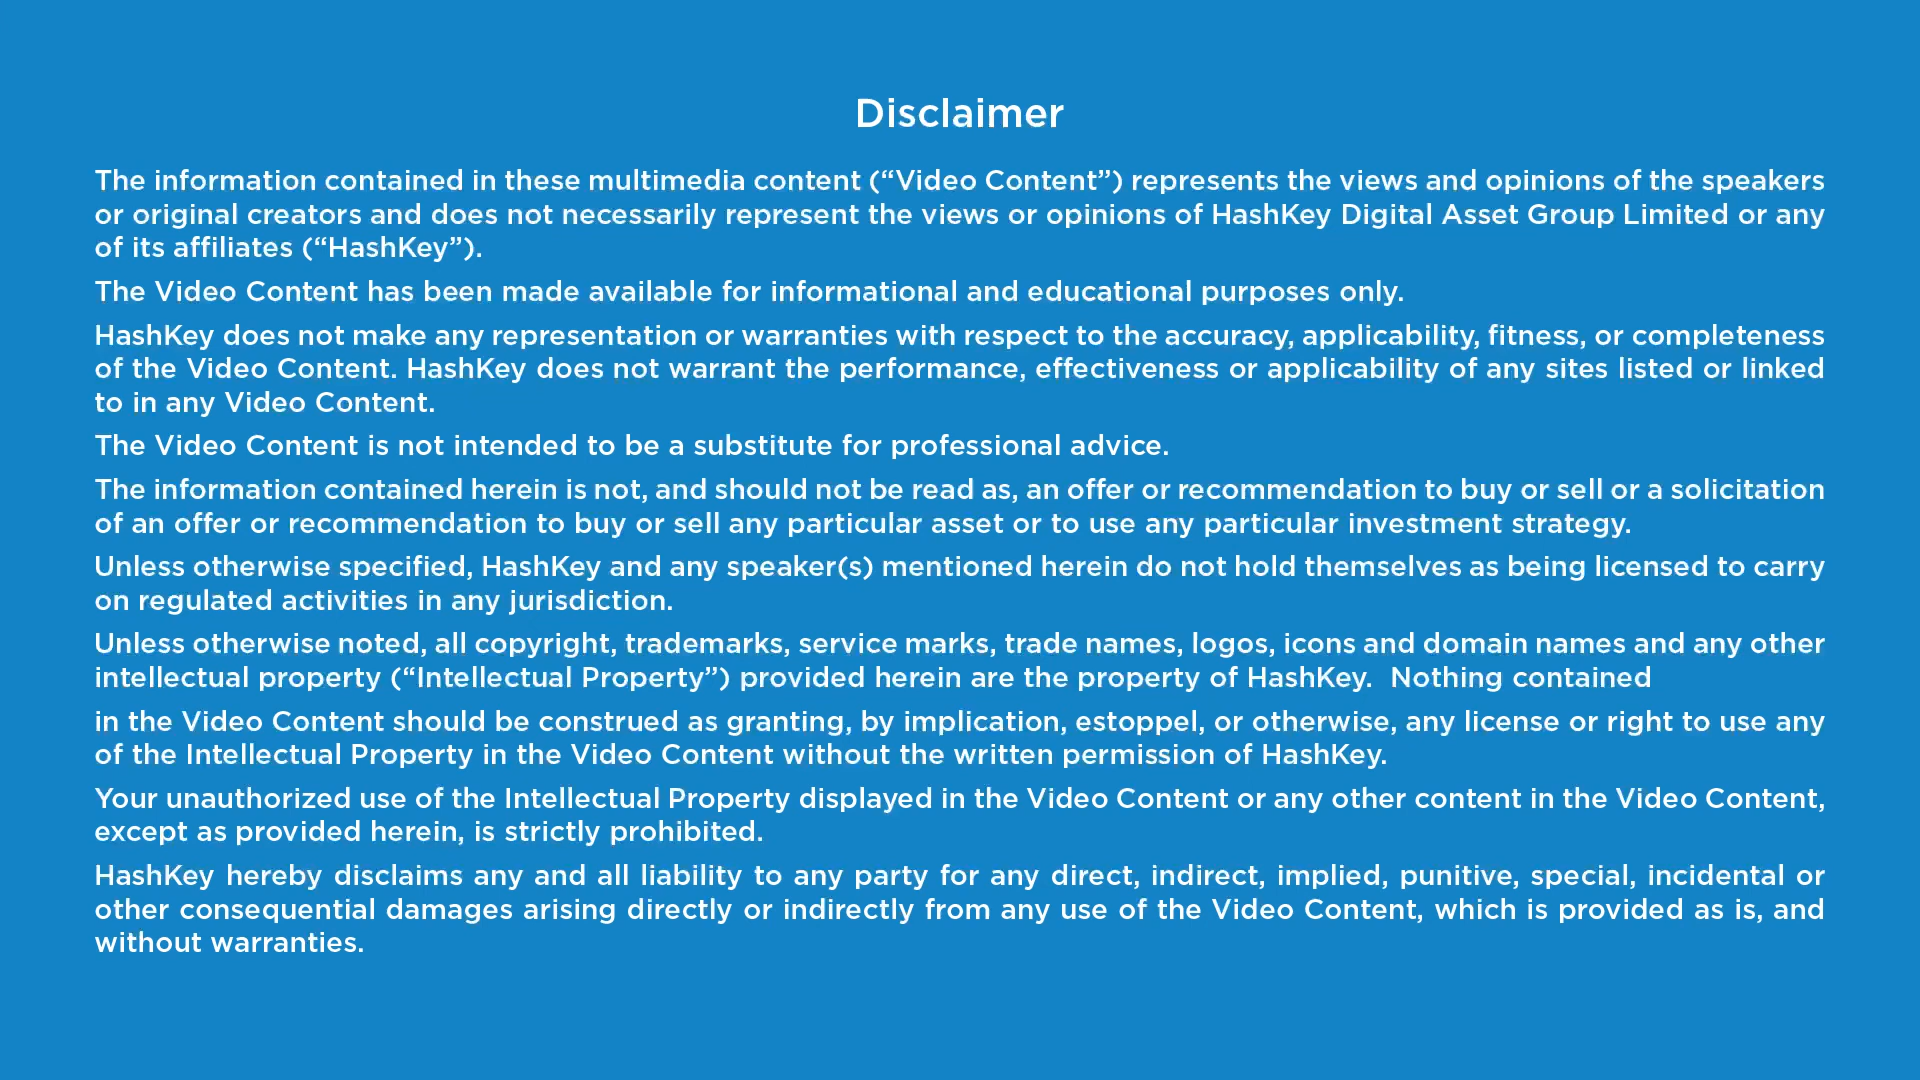 Disclaimer
The information contained in these multimedia content (“Video Content”) represents the views and opinions of the speakers
or original creators and does not necessarily represent the views or opinions of HashKey Digital Asset Group Limited or any
of its affiliates (“HashKey”).
The Video Content has been made available for informational and educational purposes only.
HashKey does not make any representation or warranties with respect to the accuracy, applicability, fitness, or completeness
of the Video Content. HashKey does not warrant the performance, effectiveness or applicability of any sites listed or linked
to in any Video Content.
The Video Content is not intended to be a substitute for professional advice.
The information contained herein is not, and should not be read as, an offer or recommendation to buy or sell or a solicitation
of an offer or recommendation to buy or sell any particular asset or to use any particular investment strategy.
Unless otherwise specified, HashKey and any speaker(s) mentioned herein do not hold themselves as being licensed to carry
on regulated activities in any jurisdiction.
Unless otherwise noted, all copyright, trademarks, service marks, trade names, logos, icons and domain names and any other
intellectual property (“Intellectual Property”) provided herein are the property of HashKey.  Nothing contained
in the Video Content should be construed as granting, by implication, estoppel, or otherwise, any license or right to use any
of the Intellectual Property in the Video Content without the written permission of HashKey.
Your unauthorized use of the Intellectual Property displayed in the Video Content or any other content in the Video Content,
except as provided herein, is strictly prohibited.
HashKey hereby disclaims any and all liability to any party for any direct, indirect, implied, punitive, special, incidental or
other consequential damages arising directly or indirectly from any use of the Video Content, which is provided as is, and
without warranties.